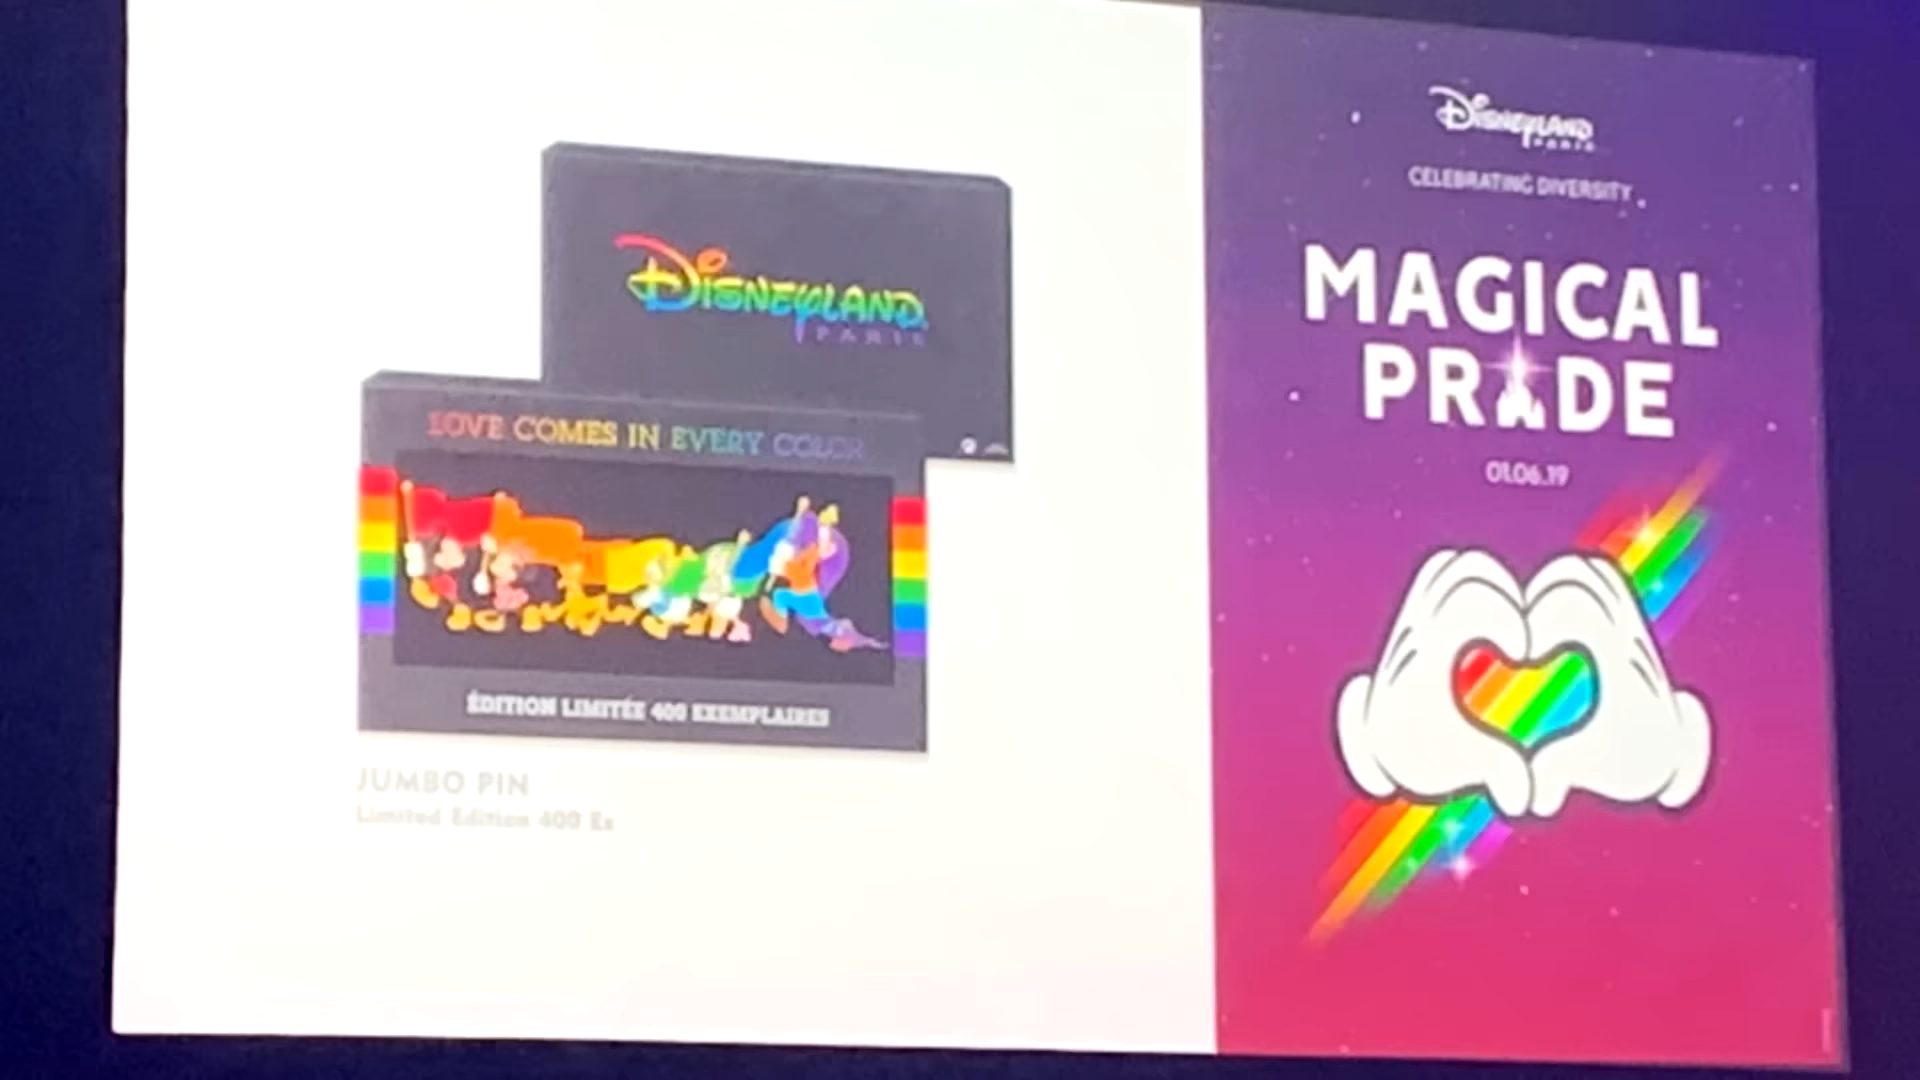 DISNEYLAND
PARIS
LOVE COMES IN EVERY COLOR
ÉDITION LIMITÉE 400 EXEMPLAIRES
JUMBO PIN
Limited Edition 400 Ex
DISNEYLAND
PARIS
CELEBRATING DIVERSITY
MAGICAL
PRIDE
01.06.19